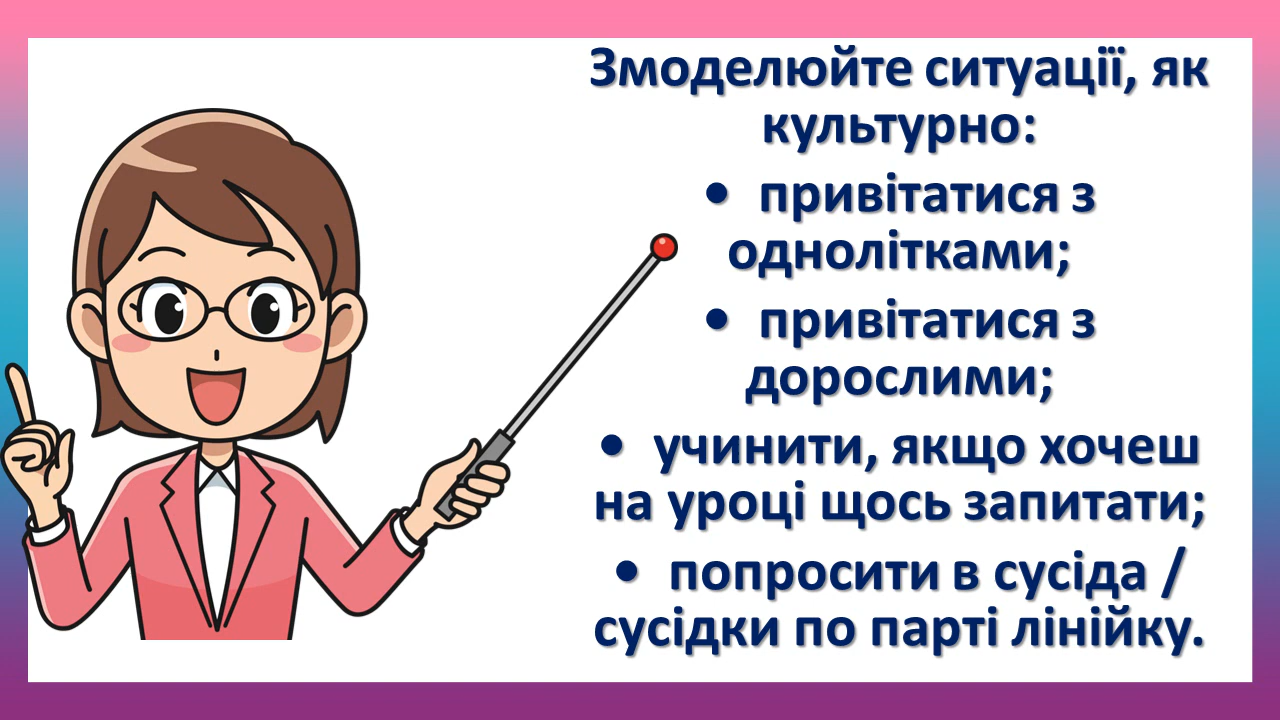 Змоделюйте ситуації, як
культурно:
• привітатися з
однолітками;
• привітатися з
дорослими;
• учинити, якщо хочеш
на уроці щось запитати;
• попросити в сусіда /
сусідки по парті лінійку.